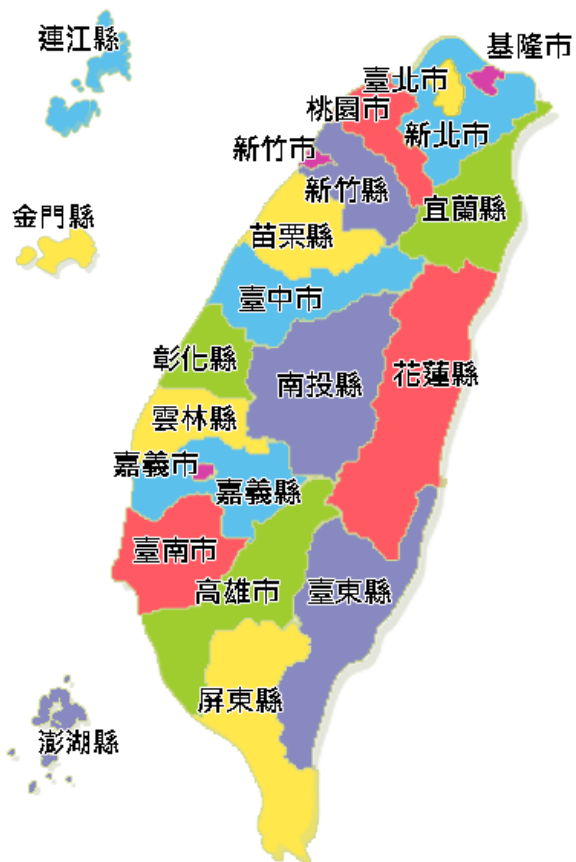 連江縣
基隆市
臺北市
桃園市
新北市
新竹市
新竹縣
宜蘭縣
金門縣
苗栗縣
臺中市
彰化縣
南投縣
花蓮縣
雲林縣
嘉義市
嘉義縣
臺南市
高雄市
臺東縣
屏東縣
澎湖縣